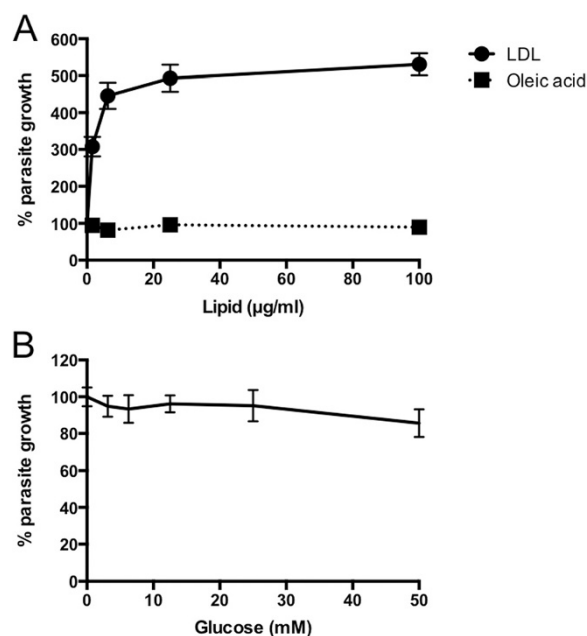 A
600
500
400
300
200
100
0
% parasite growth
0 20 40 60 80 100
Lipid (µg/ml)
LDL
Oleic acid
B
120
100
80
60
40
20
0
% parasite growth
0 10 20 30 40 50
Glucose (mM)